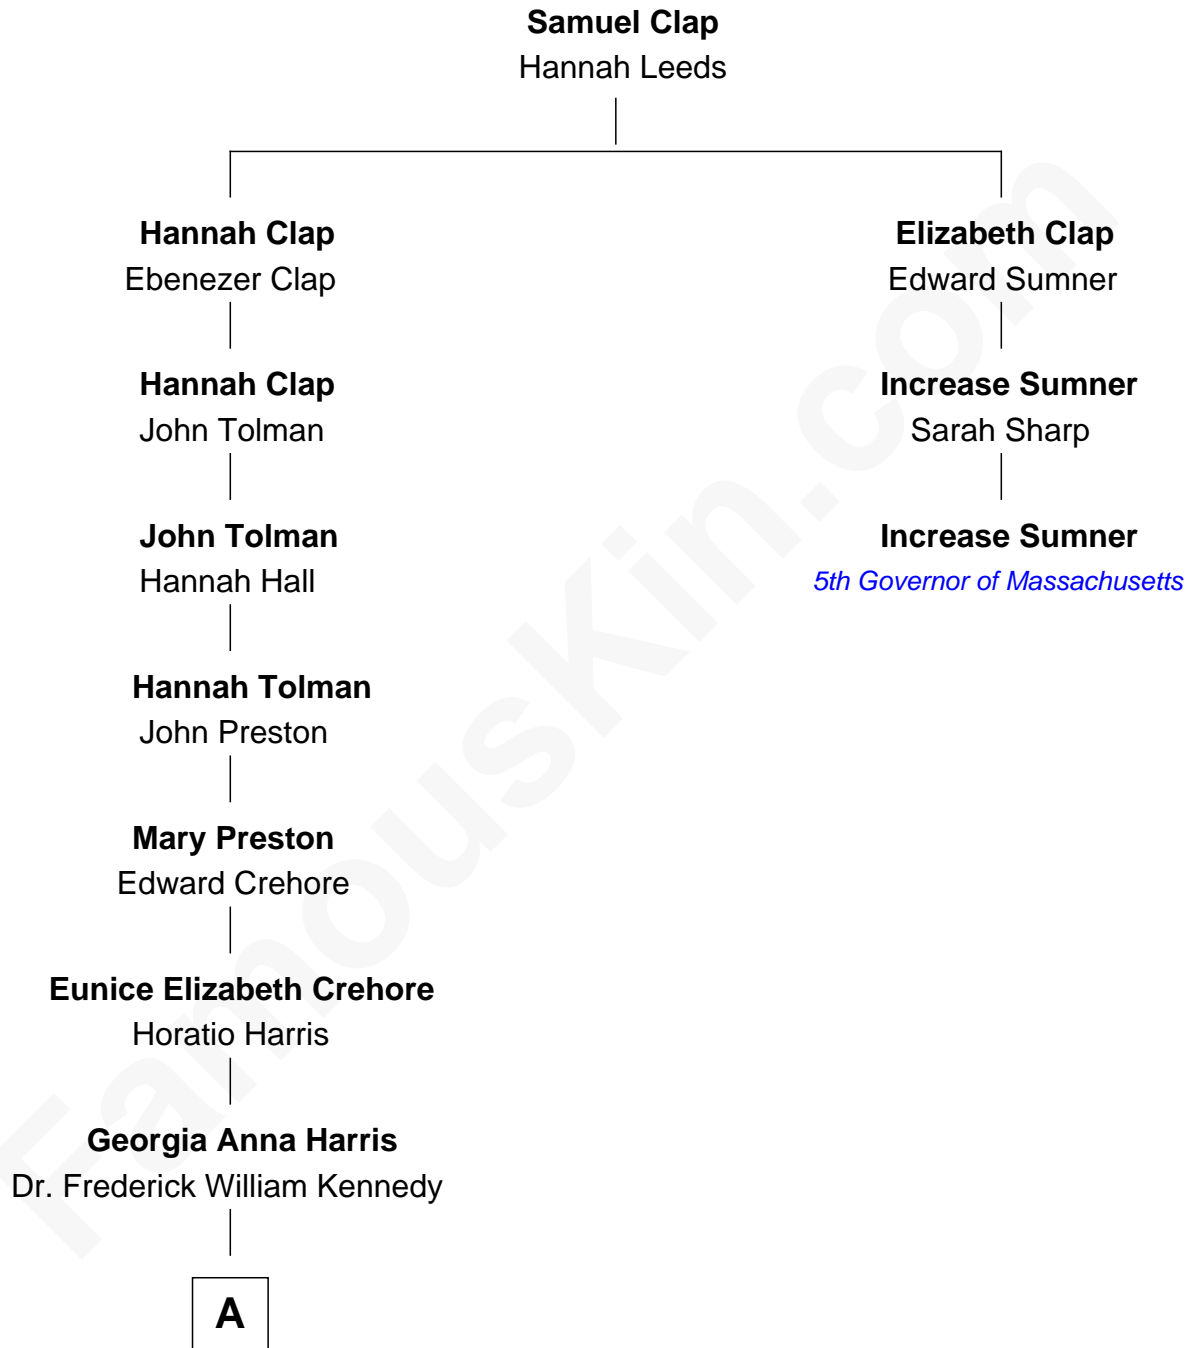 Samuel Clap
Hannah Leeds
Hannah Clap
Ebenezer Clap
Elizabeth Clap
Edward Sumner
Hannah Clap
John Tolman
Increase Sumner
Sarah Sharp
John Tolman
Hannah Hall
Increase Sumner
5th Governor of Massachusetts
Hannah Tolman
John Preston
Mary Preston
Edward Crehore
Eunice Elizabeth Crehore
Horatio Harris
Georgia Anna Harris
Dr. Frederick William Kennedy
A
FamousKin.com